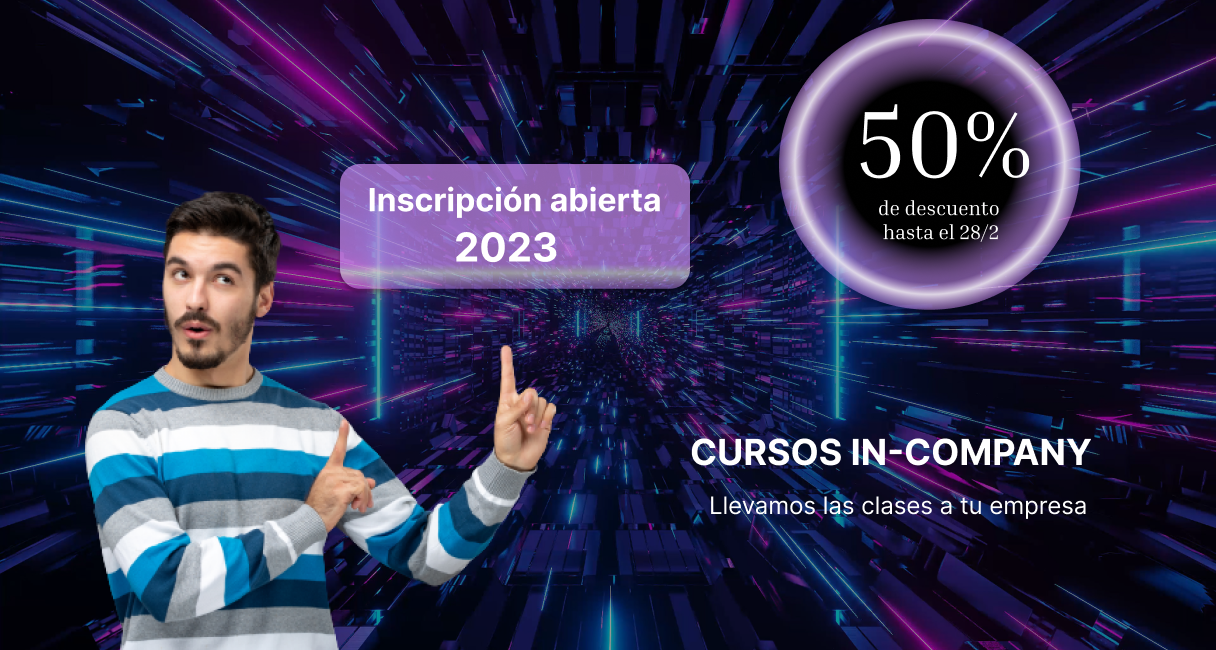 Inscripción abierta
2023
50%
de descuento
hasta el 28/2
CURSOS IN-COMPANY
Llevamos las clases a tu empresa